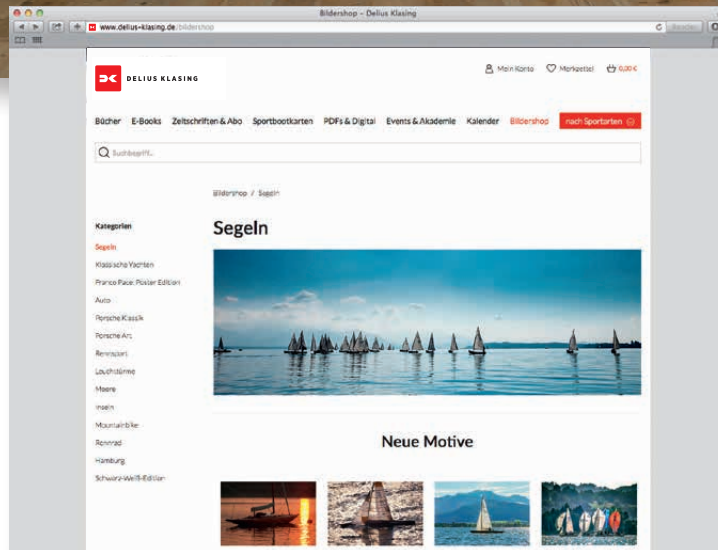 Bildershop – Delius Klasing
www.delius-klasing.de/bildershop
Reader
DELIUS KLASING
Mein Konto
Merkzettel
0,00 €
Bücher
E-Books
Zeitschriften & Abo
Sportbootkarten
PDFs & Digital
Events & Akademie
Kalender
Bildershop
nach Sportarten
Suchbegriff...
Bildershop / Segeln
Kategorien
Segeln
Klassische Yachten
Franco Pace: Poster Edition
Auto
Porsche Klassik
Porsche Art
Rennsport
Leuchttürme
Meere
Inseln
Mountainbike
Rennrad
Hamburg
Schwarz-Weiß-Edition
Segeln
Neue Motive